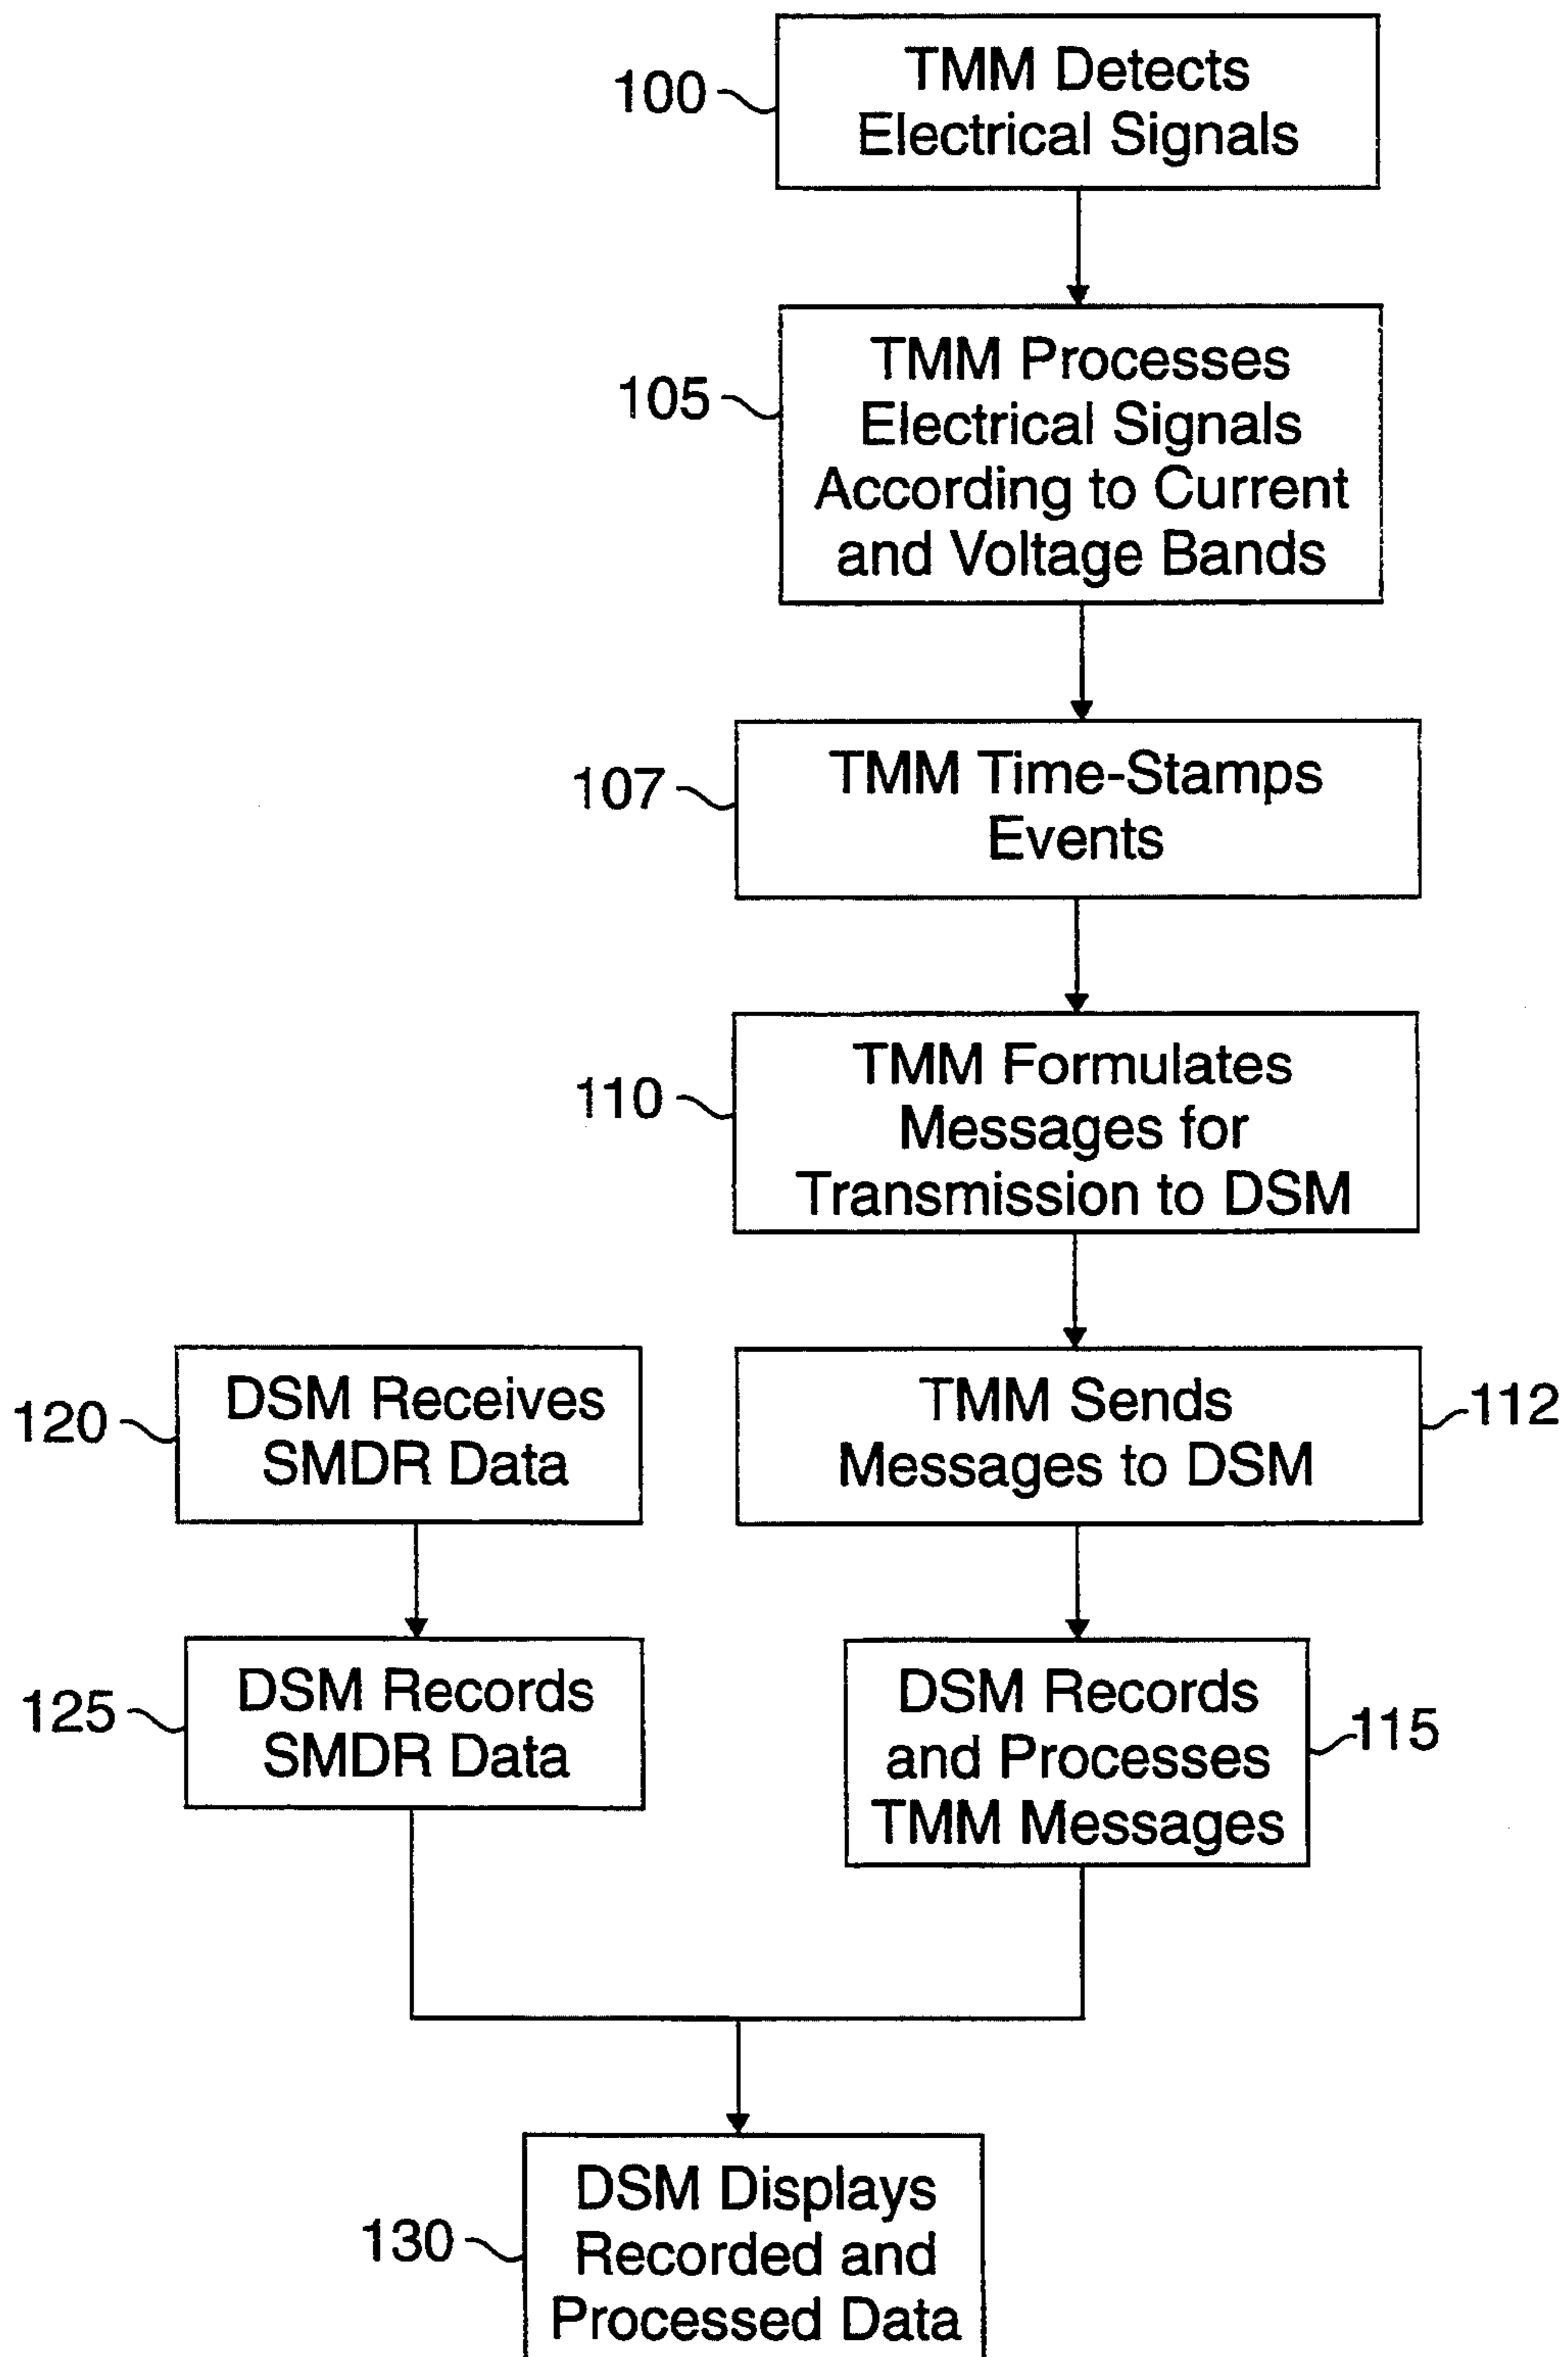 100
TMM Detects
Electrical Signals
105
TMM Processes
Electrical Signals
According to Current
and Voltage Bands
107
TMM Time-Stamps
Events
110
TMM Formulates
Messages for
Transmission to DSM
120
DSM Receives
SMDR Data
TMM Sends
Messages to DSM
112
125
DSM Records
SMDR Data
DSM Records
and Processes
TMM Messages
115
130
DSM Displays
Recorded and
Processed Data